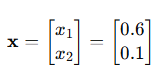 x = [x₁ x₂] = [0.6 0.1]